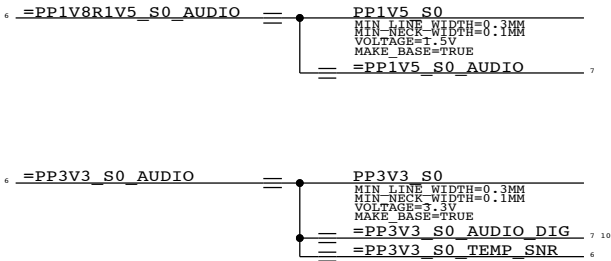 6 =PP1V8R1V5_S0_AUDIO PP1V5_S0
MIN_LINE_WIDTH=0.3MM
MIN_NECK_WIDTH=0.1MM
VOLTAGE=1.5V
MAKE_BASE=TRUE
=PP1V5_S0_AUDIO 7
6 =PP3V3_S0_AUDIO PP3V3_S0
MIN_LINE_WIDTH=0.3MM
MIN_NECK_WIDTH=0.1MM
VOLTAGE=3.3V
MAKE_BASE=TRUE
=PP3V3_S0_AUDIO_DIG 7 10
=PP3V3_S0_TEMP_SNR 6